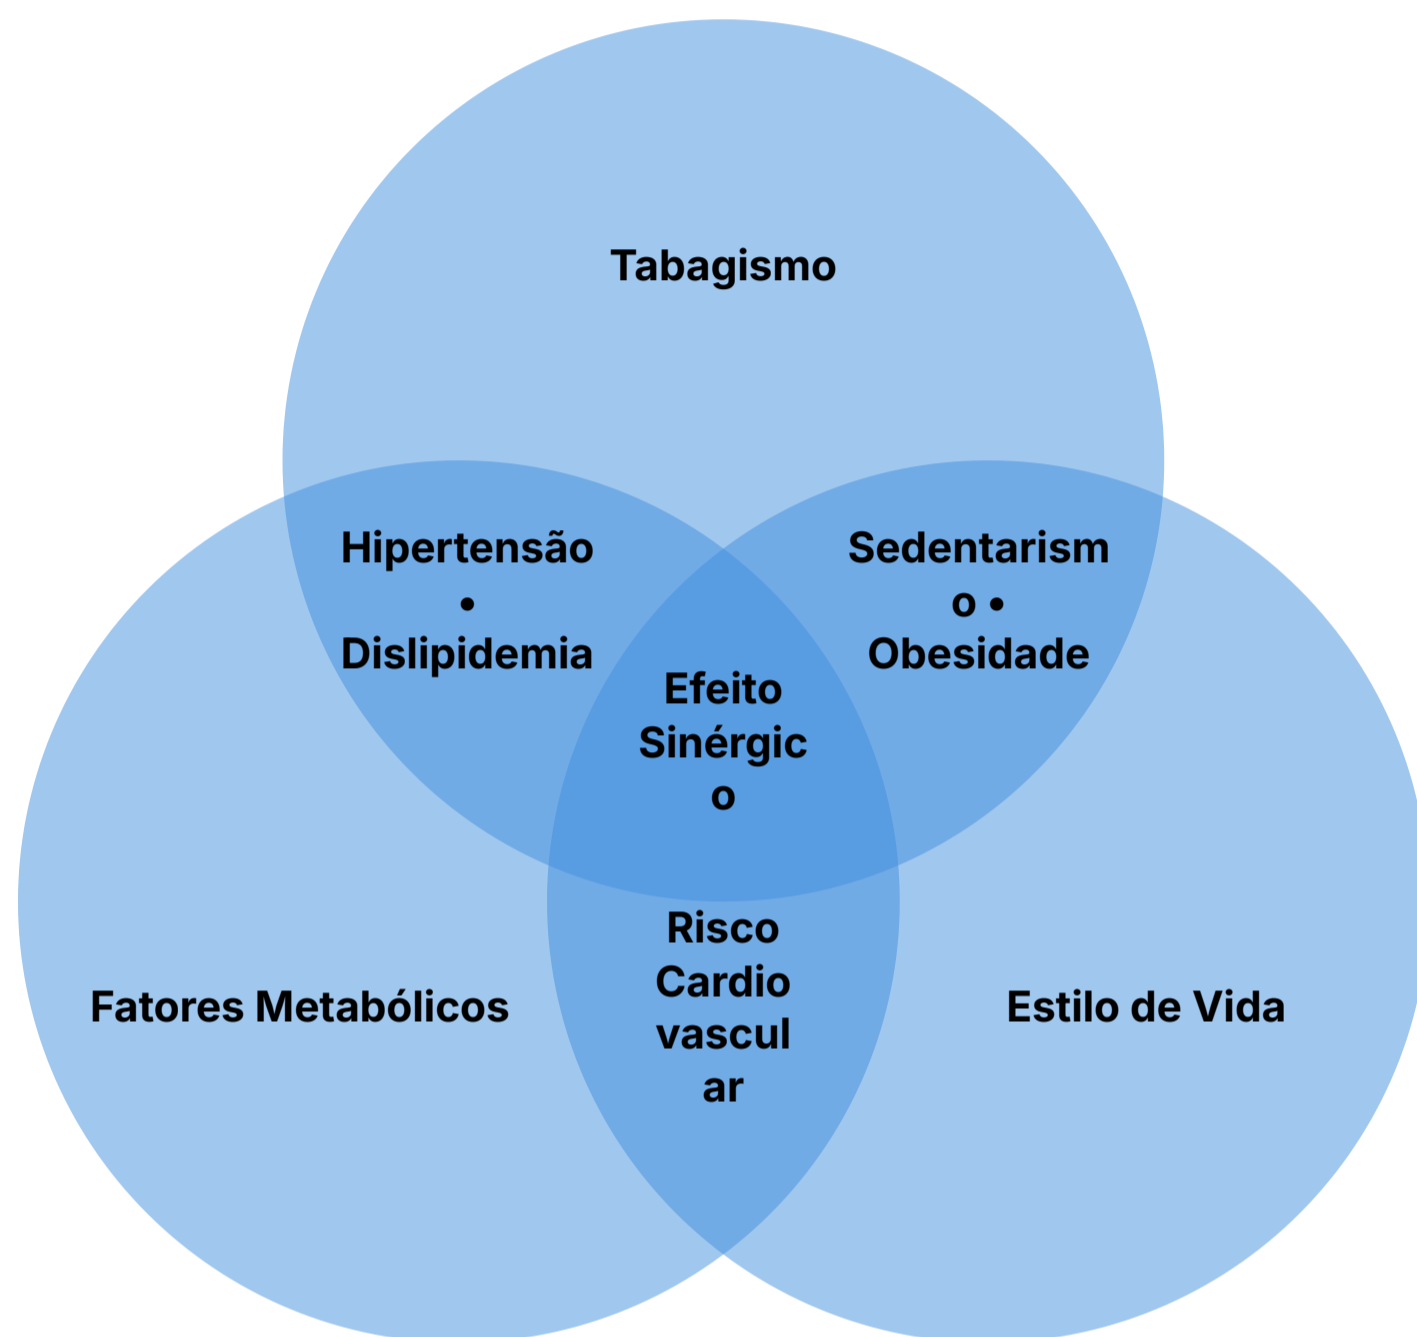 Tabagismo
Hipertensão
•
Dislipidemia
Sedentarism
o •
Obesidade
Efeito
Sinérgic
o
Risco
Cardio
vascul
ar
Fatores Metabólicos
Estilo de Vida